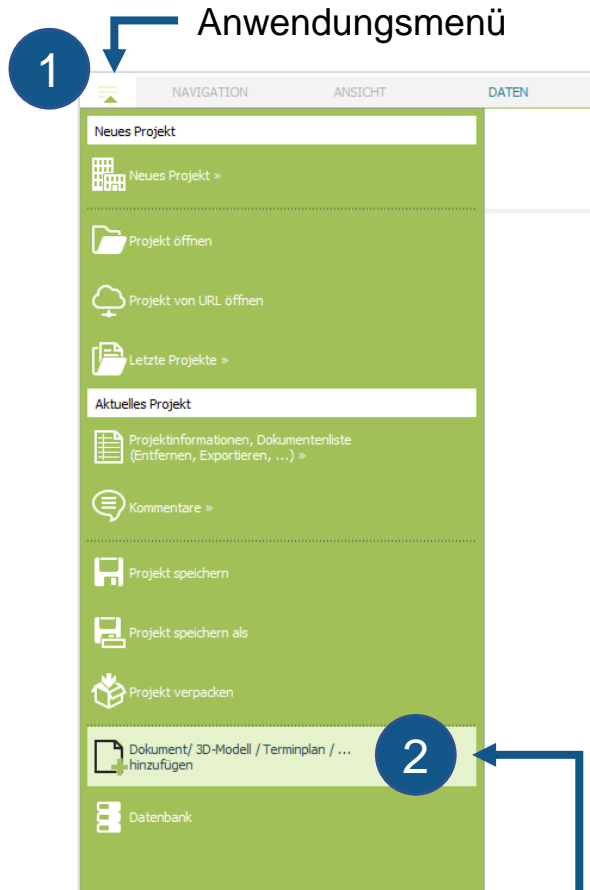 Anwendungsmenü
1
NAVIGATION ANSICHT DATEN
Neues Projekt
Neues Projekt »
Projekt öffnen
Projekt von URL öffnen
Letzte Projekte »
Aktuelles Projekt
Projektinformationen, Dokumentenliste
(Entfernen, Exportieren, ...) »
Kommentare »
Projekt speichern
Projekt speichern als
Projekt verpacken
Dokument/ 3D-Modell / Terminplan / ...
hinzufügen
2
Datenbank